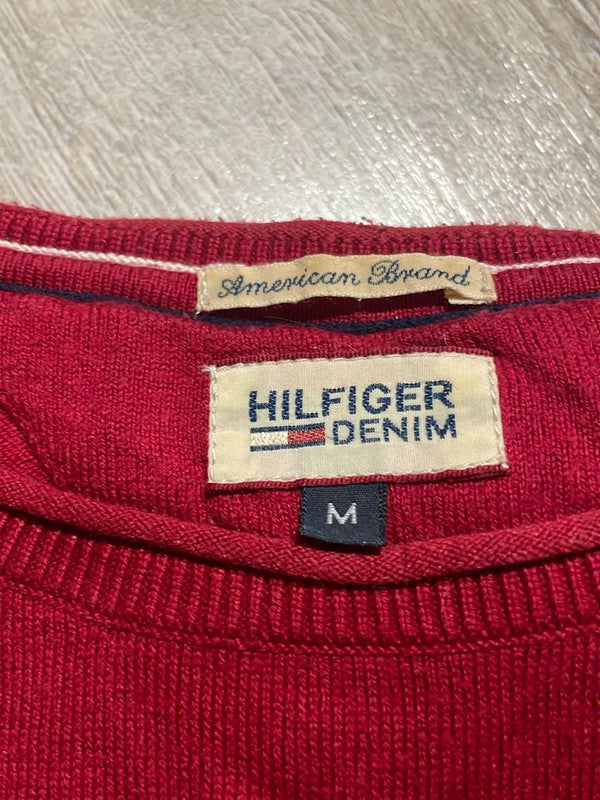 American Brand
HILFIGER
DENIM
M